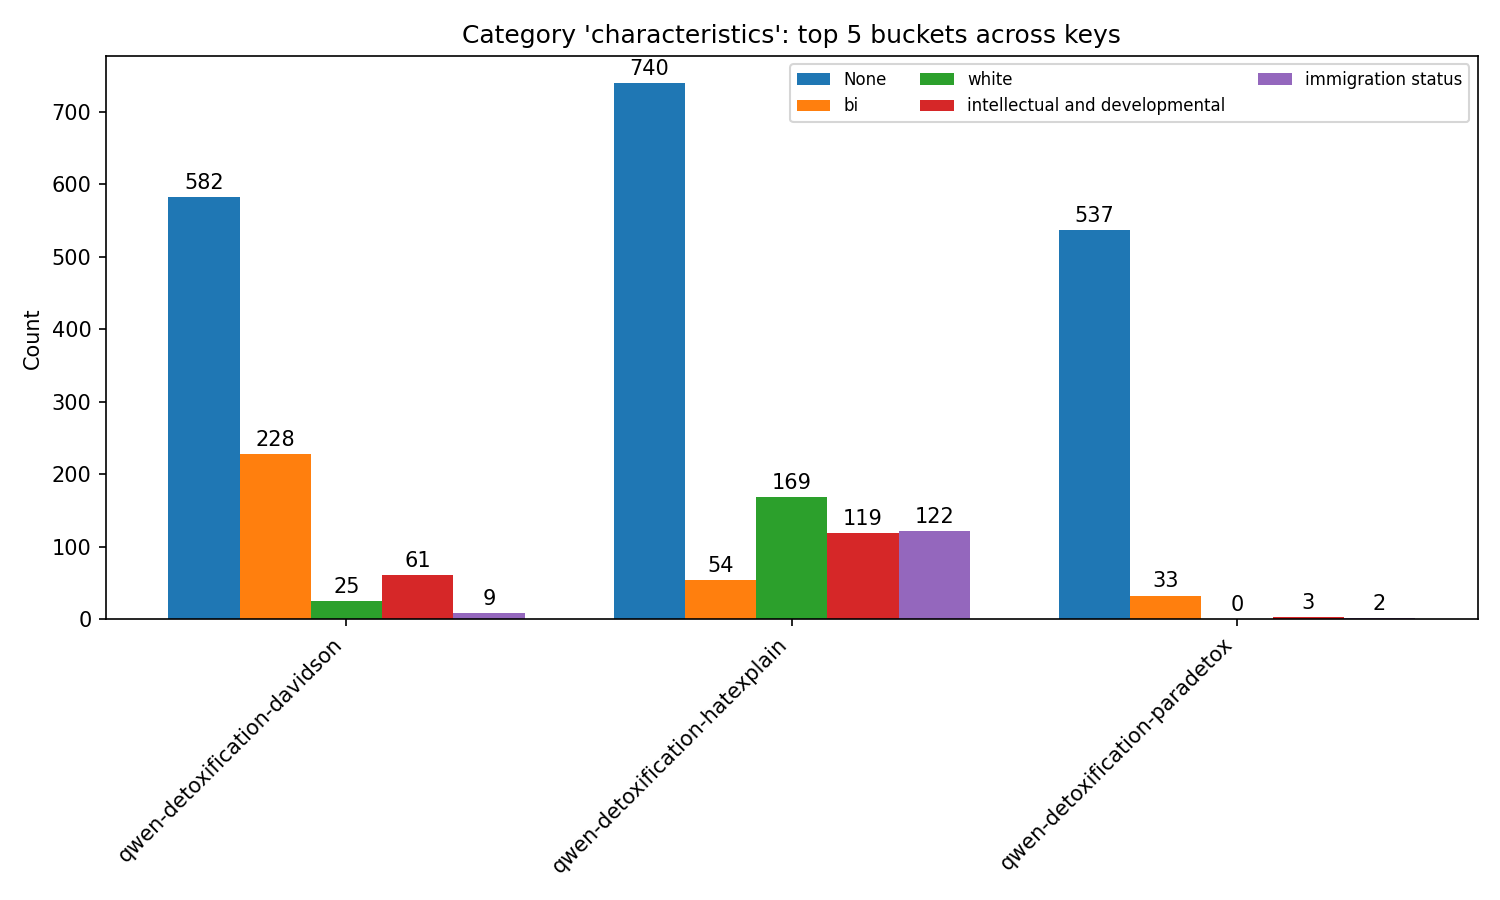 Category 'characteristics': top 5 buckets across keys
None
bi
white
intellectual and developmental
immigration status
Count
700
600
500
400
300
200
100
0
582
228
25
61
9
740
54
169
119
122
537
33
0
3
2
qwen-detoxification-davidson
qwen-detoxification-hatexplain
qwen-detoxification-paradetox